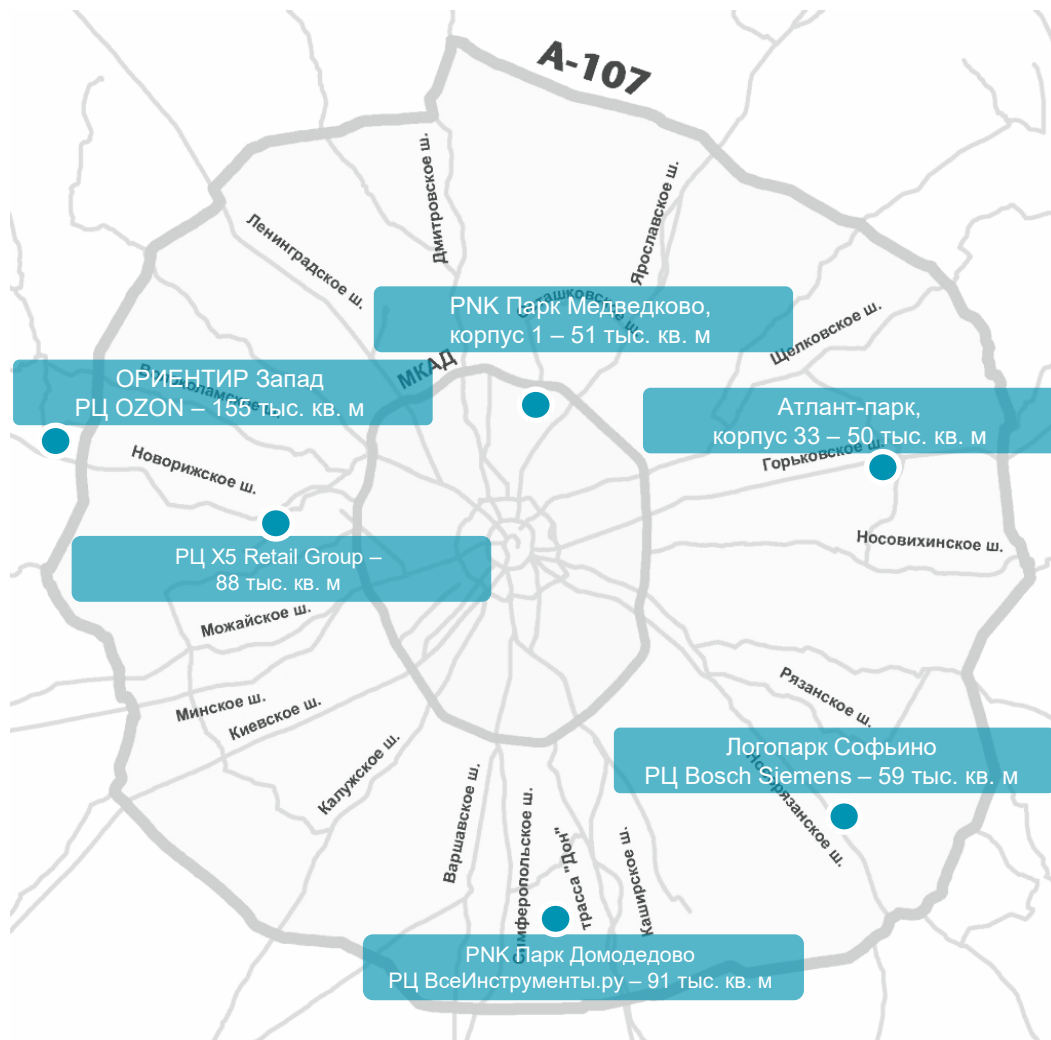 А-107
Дмитровское ш.
Ярославское ш.
Ленинградское ш.
PNK Парк Медведково,
корпус 1 – 51 тыс. кв. м
Щелковское ш.
МКАД
ОРИЕНТИР Запад
РЦ OZON – 155 тыс. кв. м
Атлант-парк,
корпус 33 – 50 тыс. кв. м
Горьковское ш.
Новорижское ш.
Носовихинское ш.
РЦ X5 Retail Group –
88 тыс. кв. м
Можайское ш.
Минское ш.
Киевское ш.
Рязанское ш.
Калужское ш.
Логопарк Софьино
РЦ Bosch Siemens – 59 тыс. кв. м
Новорязанское ш.
Варшавское ш.
Симферопольское ш.
трасса "Дон"
Каширское ш.
PNK Парк Домодедово
РЦ ВсеИнструменты.ру – 91 тыс. кв. м